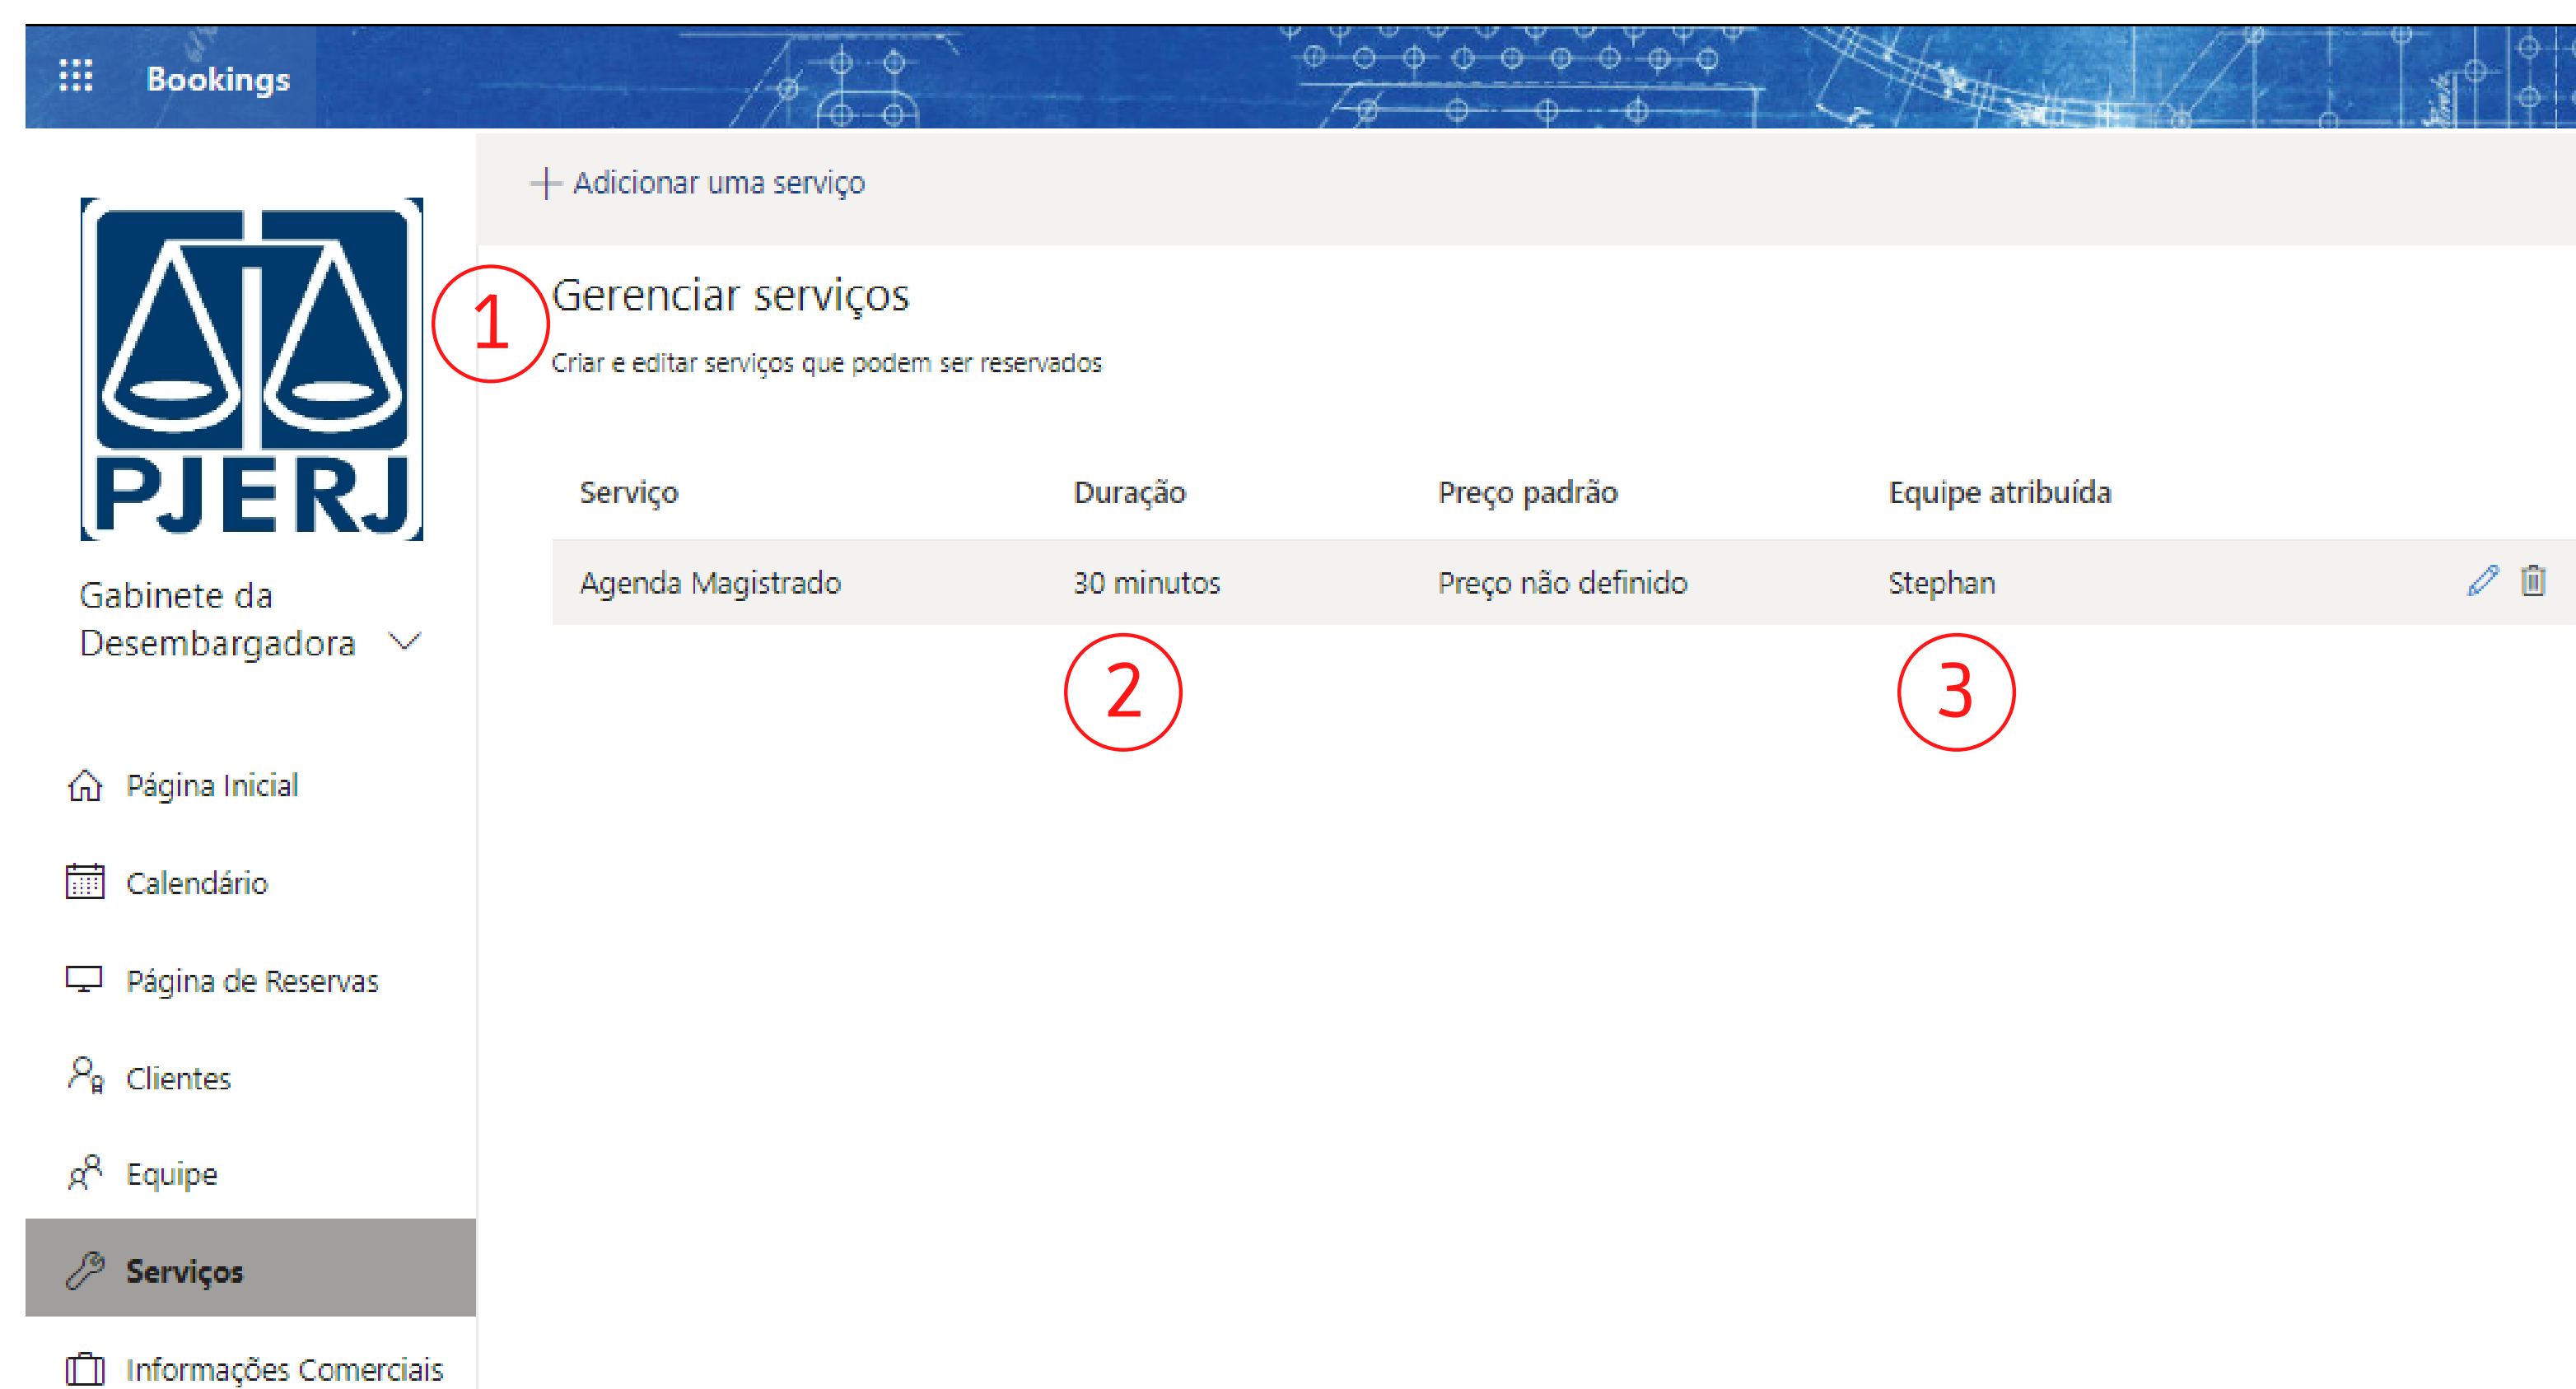 Bookings
+ Adicionar uma serviço
PJERJ
1
Gerenciar serviços
Criar e editar serviços que podem ser reservados
Serviço Duração Preço padrão Equipe atribuída
Agenda Magistrado 30 minutos Preço não definido Stephan
2 3
Gabinete da
Desembargadora
Página Inicial
Calendário
Página de Reservas
Clientes
Equipe
Serviços
Informações Comerciais